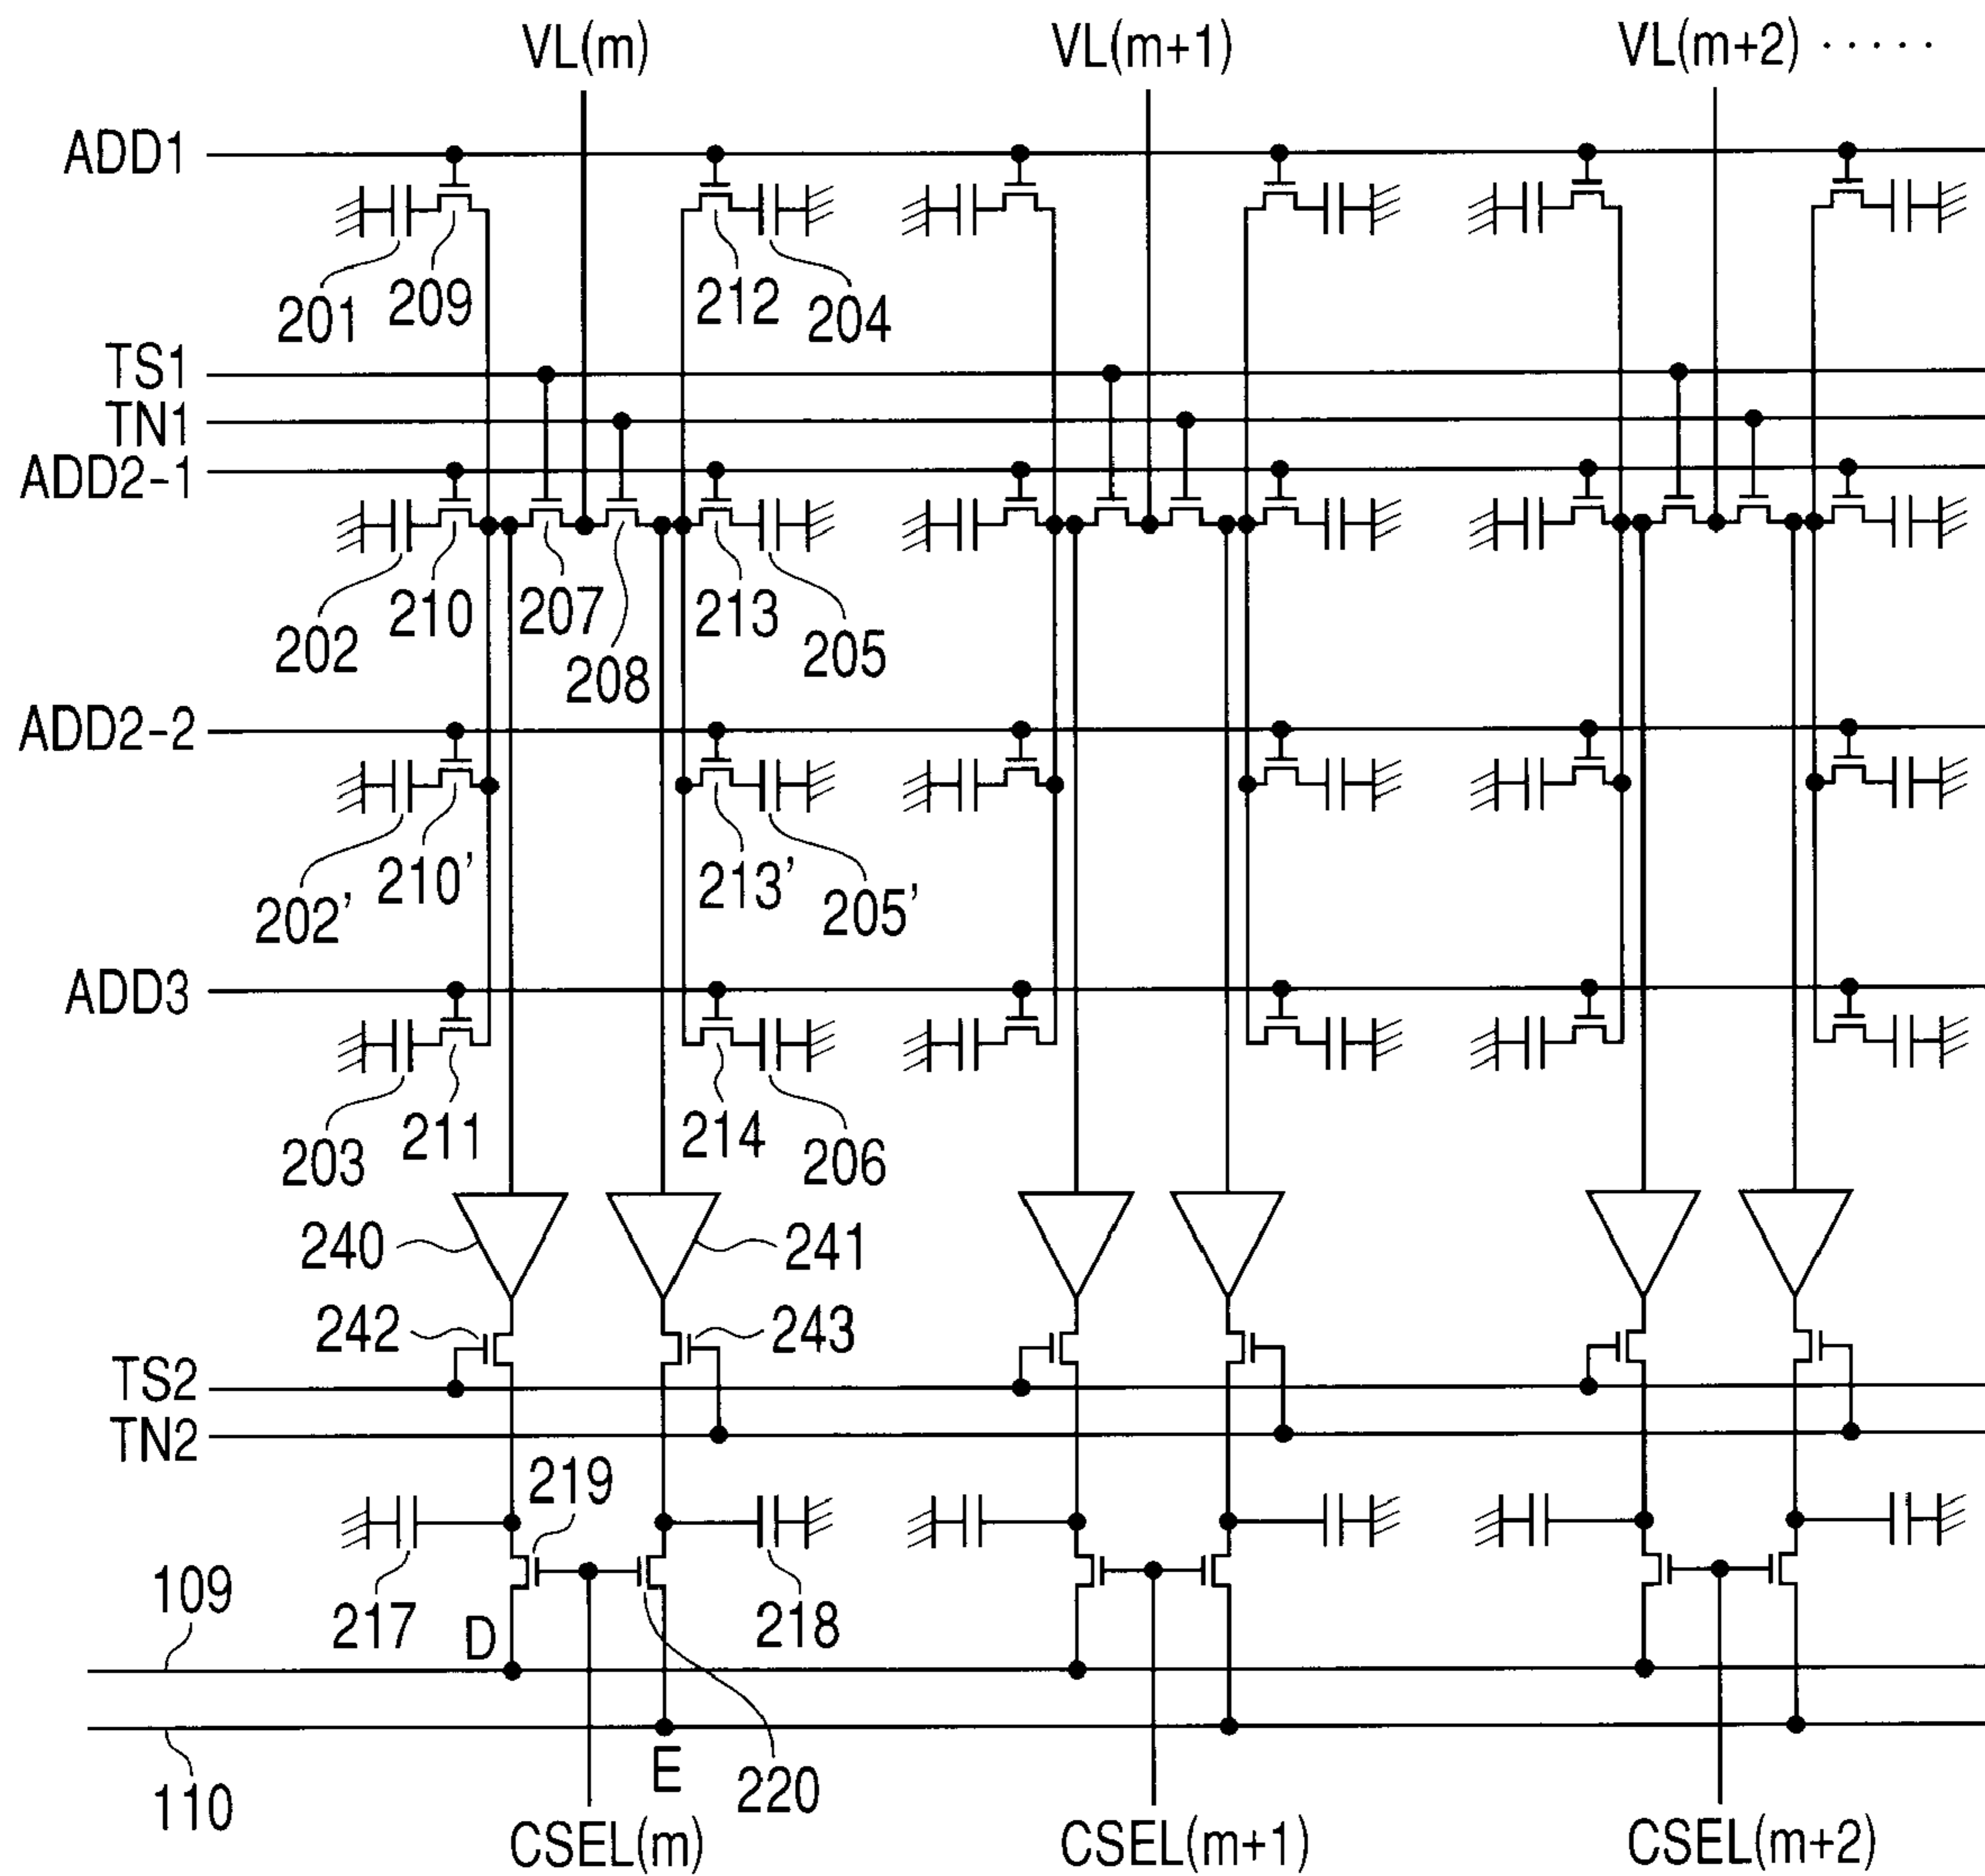 VL(m) VL(m+1) VL(m+2) ·····
ADD1
201 209 212 204
TS1
TN1
ADD2-1
202 210 207 208 213 205
ADD2-2
202' 210' 213' 205'
ADD3
203 211 214 206
240 241
242 243
TS2
TN2
219
109 217 D 218
110 E 220
CSEL(m) CSEL(m+1) CSEL(m+2)